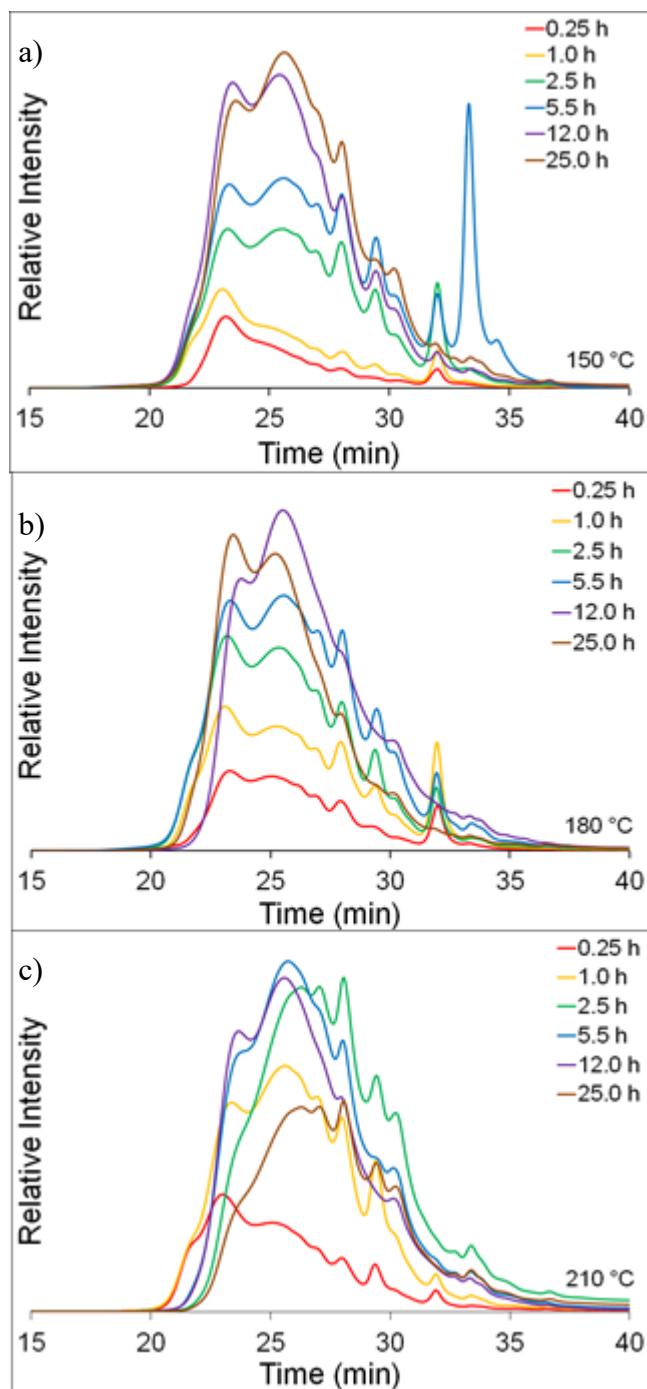 a)
0.25 h
1.0 h
2.5 h
5.5 h
12.0 h
25.0 h
Relative Intensity
150 °C
15 20 25 30 35 40
Time (min)
b)
0.25 h
1.0 h
2.5 h
5.5 h
12.0 h
25.0 h
Relative Intensity
180 °C
15 20 25 30 35 40
Time (min)
c)
0.25 h
1.0 h
2.5 h
5.5 h
12.0 h
25.0 h
Relative Intensity
210 °C
15 20 25 30 35 40
Time (min)